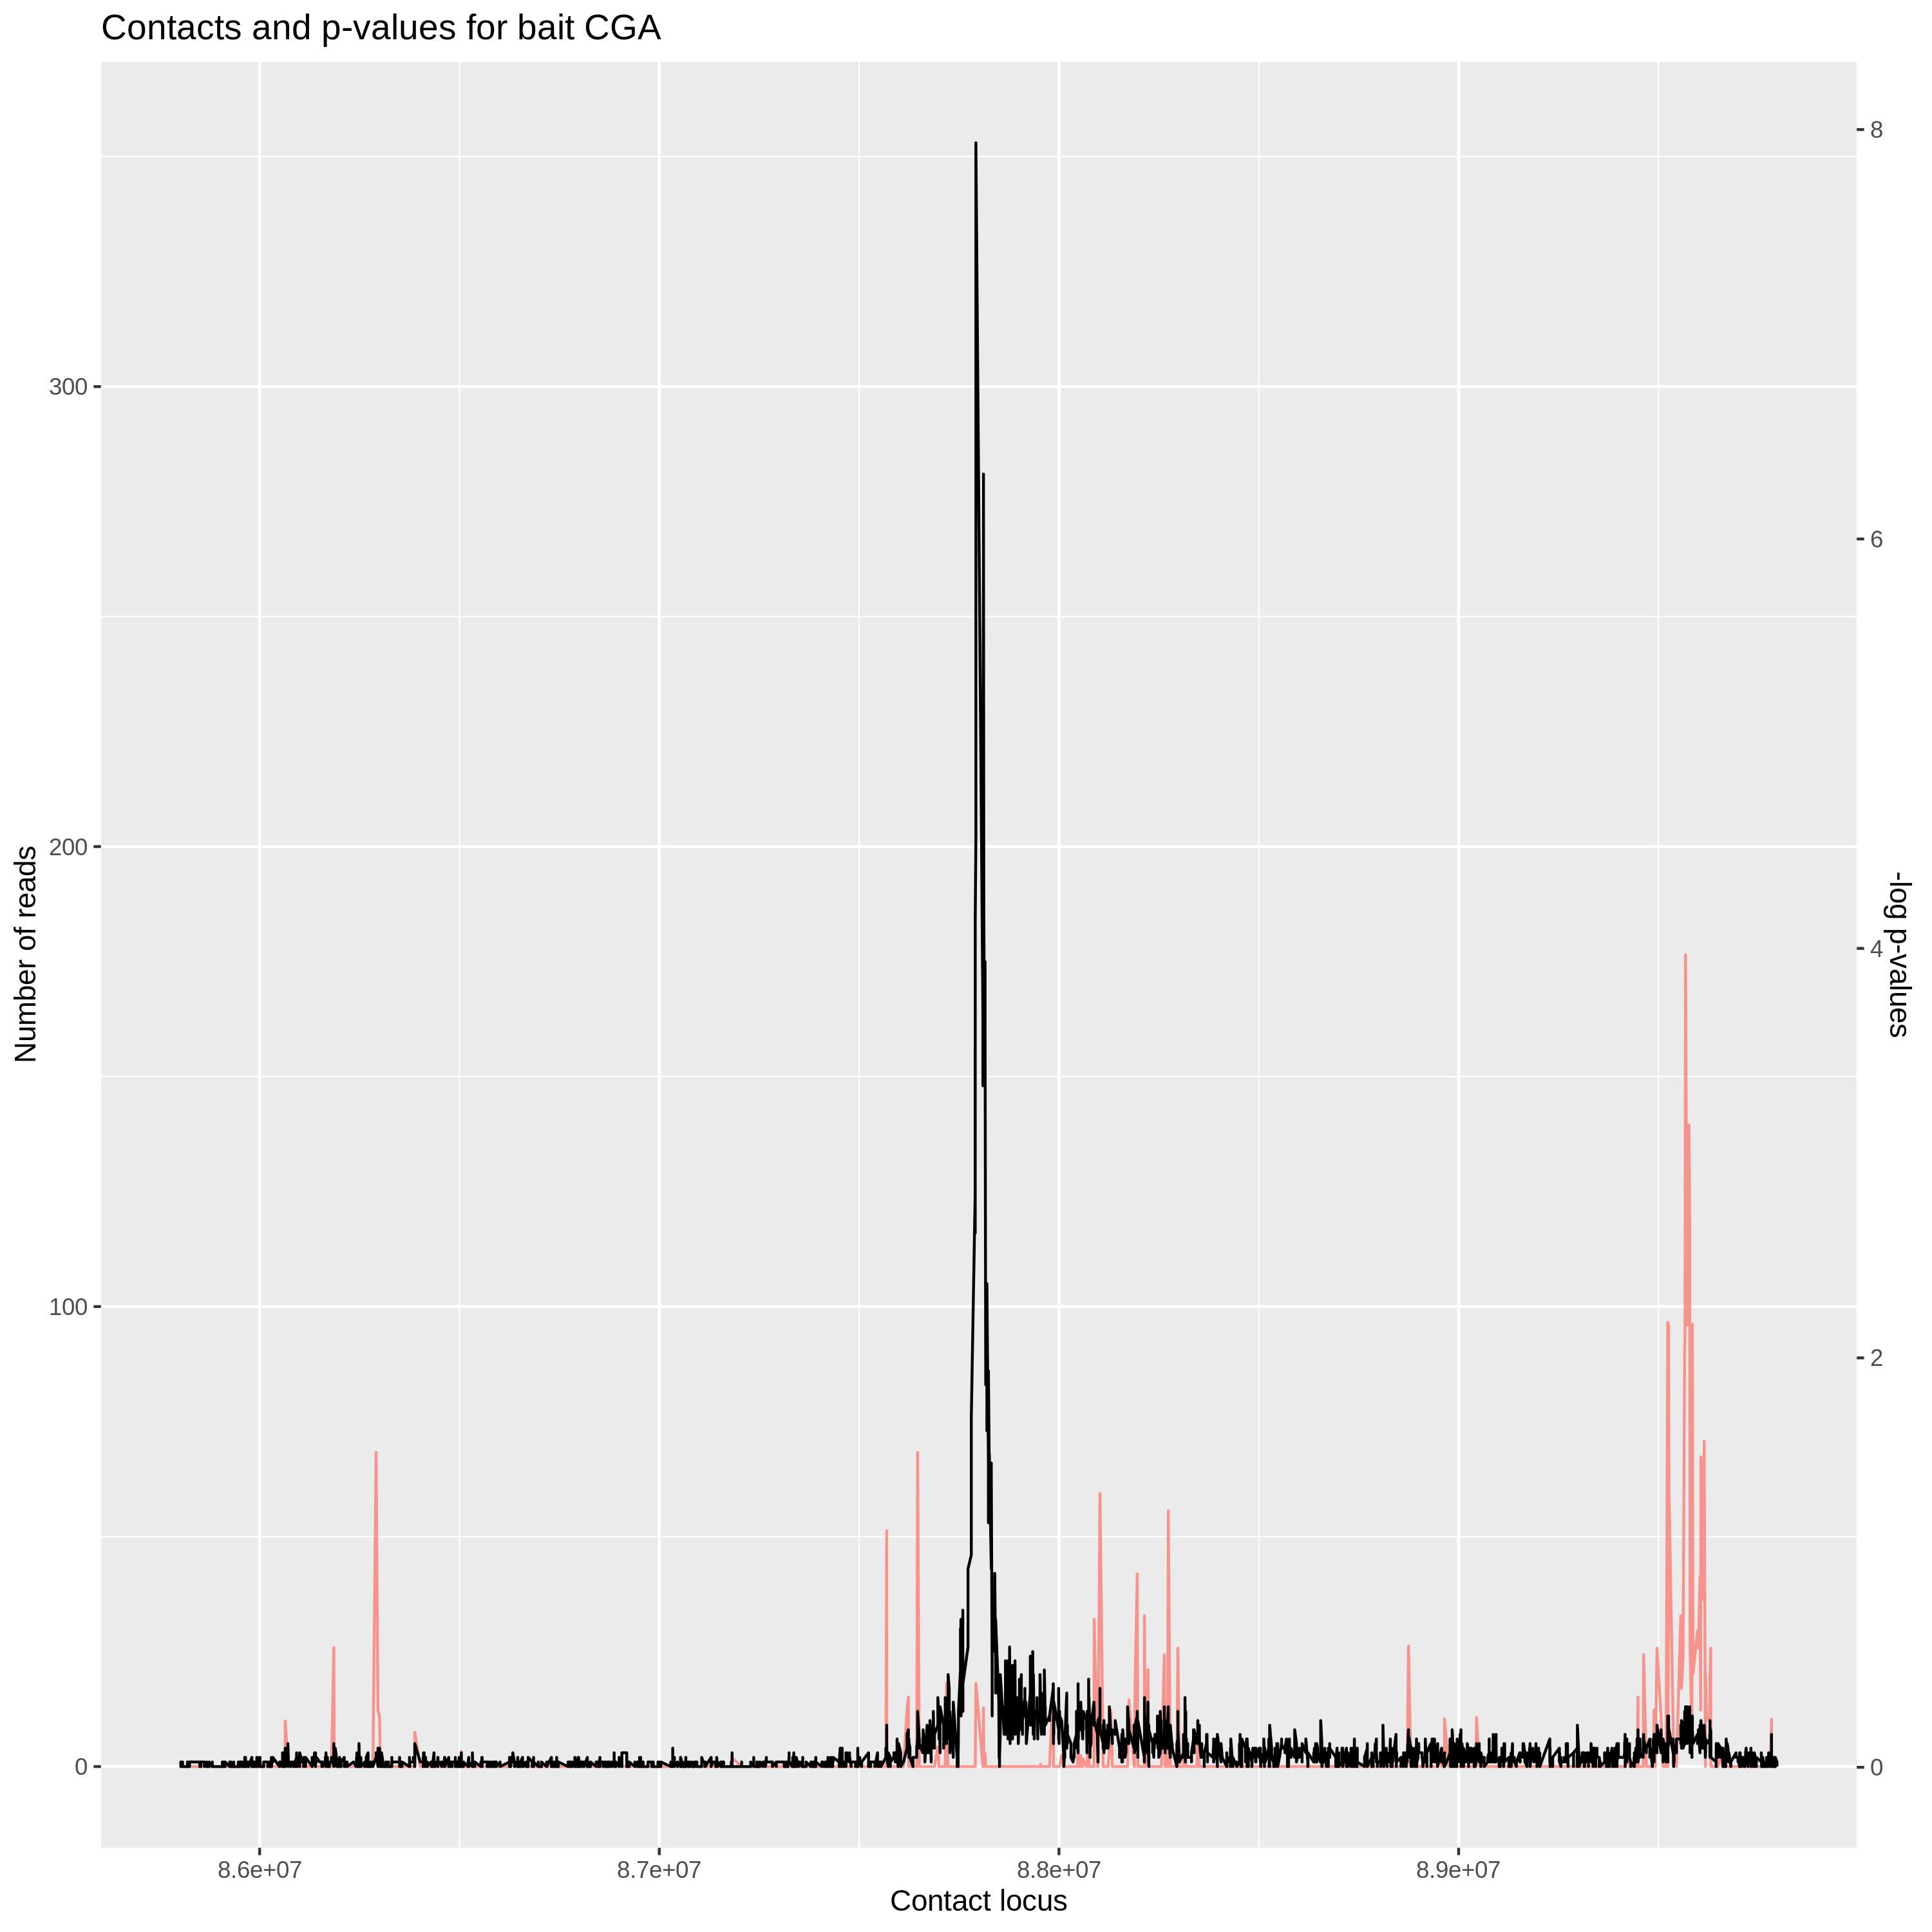 Contacts and p-values for bait CGA
Number of reads
300
200
100
0
8
6
4
2
0
-log p-values
8.6e+07
8.7e+07
8.8e+07
8.9e+07
Contact locus